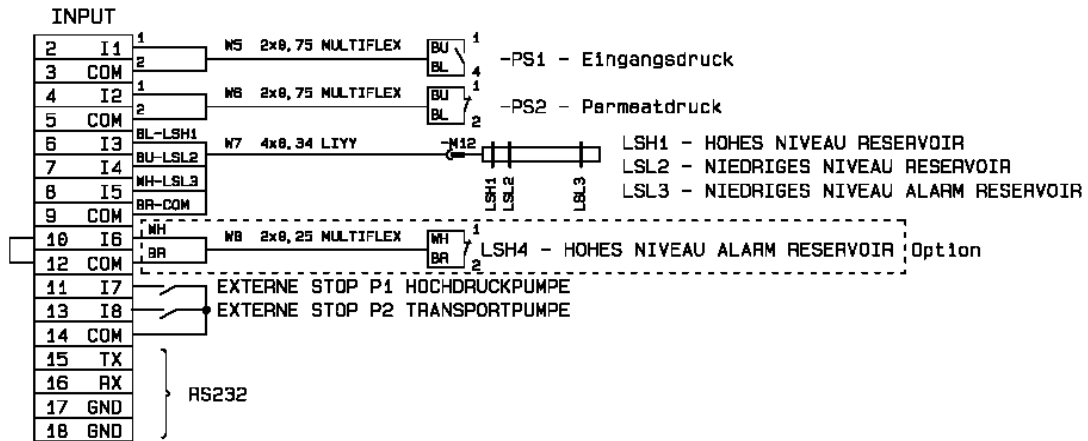 INPUT
2 I1 1 W5 2x0,75 MULTIFLEX BU 1
3 COM 2 BL 4 -PS1 - Eingangsdruck
4 I2 1 W6 2x0,75 MULTIFLEX BU 1
5 COM 2 BL 2 -PS2 - Permeatdruck
6 I3 BL-LSH1 W7 4x0,34 LIYY -M12 LSH1 - HOHES NIVEAU RESERVOIR
7 I4 BU-LSL2 LSL2 - NIEDRIGES NIVEAU RESERVOIR
8 I5 WH-LSL3 LSH1 LSL2 LSL3 LSL3 - NIEDRIGES NIVEAU ALARM RESERVOIR
9 COM BR-COM
10 I6 WH W8 2x0,25 MULTIFLEX WH 1
12 COM BR BR 2 LSH4 - HOHES NIVEAU ALARM RESERVOIR Option
11 I7 EXTERNE STOP P1 HOCHDRUCKPUMPE
13 I8 EXTERNE STOP P2 TRANSPORTPUMPE
14 COM
15 TX
16 RX
17 GND
18 GND
RS232